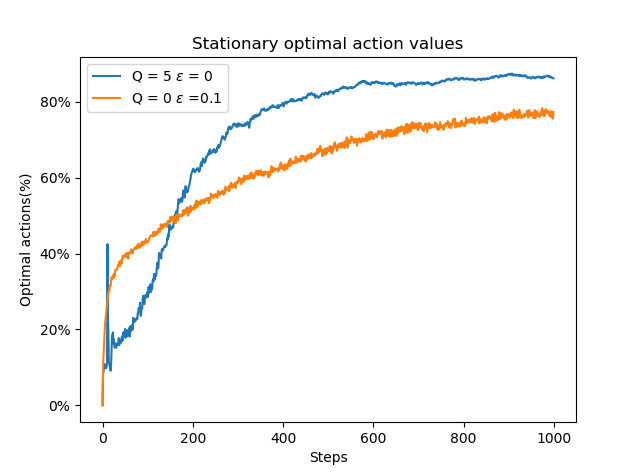 Stationary optimal action values
Q = 5 ε = 0
Q = 0 ε =0.1
Optimal actions(%)
80%
60%
40%
20%
0%
0 200 400 600 800 1000
Steps